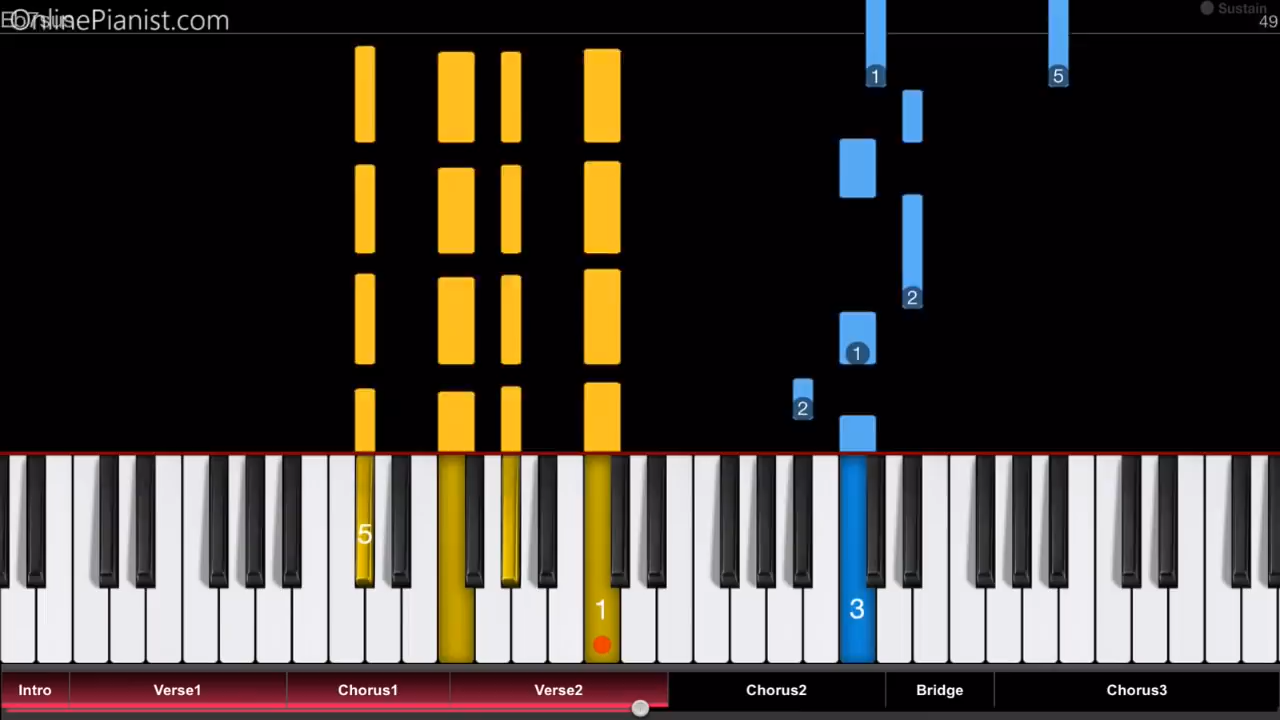 Eb7sus
OnlinePianist.com
Sustain
49
1
5
2
1
2
5
1
3
Intro
Verse1
Chorus1
Verse2
Chorus2
Bridge
Chorus3